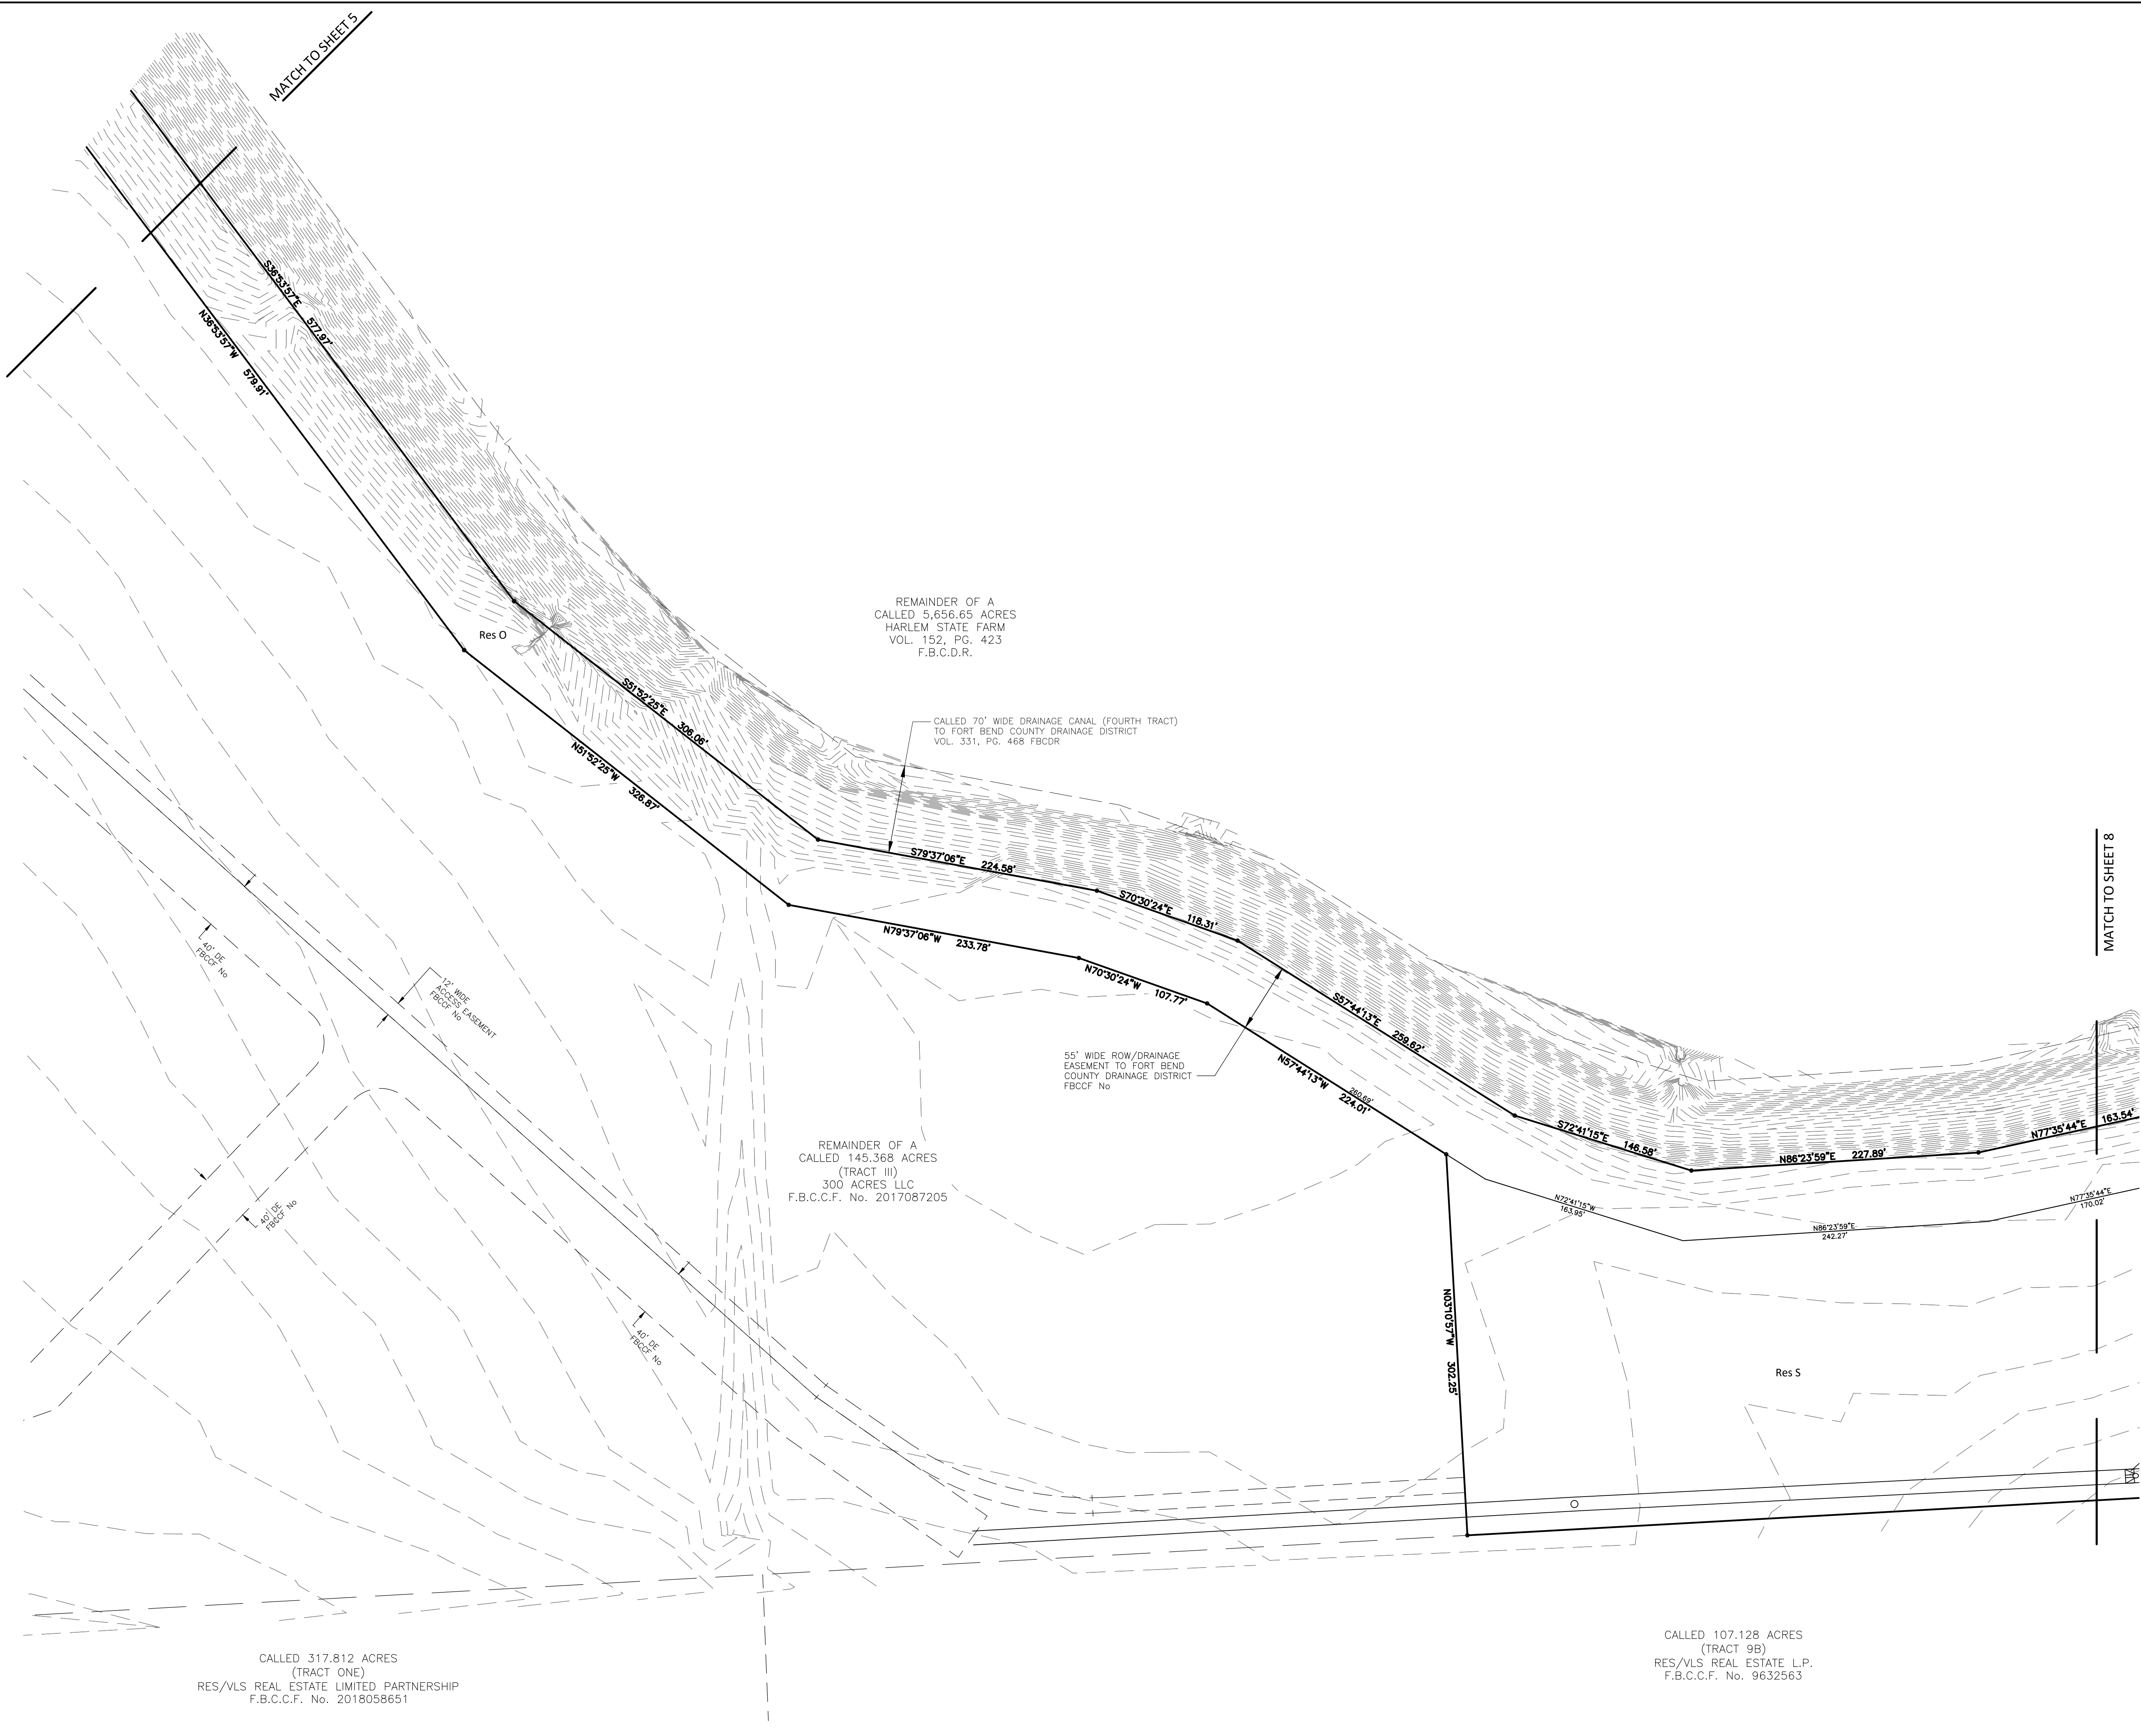 MATCH TO SHEET 5
S36°53'57"E 577.97'
N36°53'57"W 579.91'
Res O
REMAINDER OF A
CALLED 5,656.65 ACRES
HARLEM STATE FARM
VOL. 152, PG. 423
F.B.C.D.R.
S51°52'25"E 306.06'
N51°52'25"W 326.87'
CALLED 70' WIDE DRAINAGE CANAL (FOURTH TRACT)
TO FORT BEND COUNTY DRAINAGE DISTRICT
VOL. 331, PG. 468 FBCDR
S79°37'06"E 224.58'
N79°37'06"W 233.78'
S70°30'24"E 118.31'
N70°30'24"W 107.77'
MATCH TO SHEET 8
40' DE
FBCCF No
12' WIDE
ACCESS EASEMENT
FBCCF No
S57°44'13"E 259.62'
55' WIDE ROW/DRAINAGE
EASEMENT TO FORT BEND
COUNTY DRAINAGE DISTRICT
FBCCF No
260.69'
N57°44'13"W 224.01'
S72°41'15"E 146.58'
N86°23'59"E 227.89'
N77°35'44"E 163.54'
REMAINDER OF A
CALLED 145.368 ACRES
(TRACT III)
300 ACRES LLC
F.B.C.C.F. No. 2017087205
N72°41'15"W
163.95'
N86°23'59"E
242.27'
N77°35'44"E
170.02'
40' DE
FBCCF No
40' DE
FBCCF No
N03°10'57"W 302.25'
Res S
CALLED 317.812 ACRES
(TRACT ONE)
RES/VLS REAL ESTATE LIMITED PARTNERSHIP
F.B.C.C.F. No. 2018058651
CALLED 107.128 ACRES
(TRACT 9B)
RES/VLS REAL ESTATE L.P.
F.B.C.C.F. No. 9632563